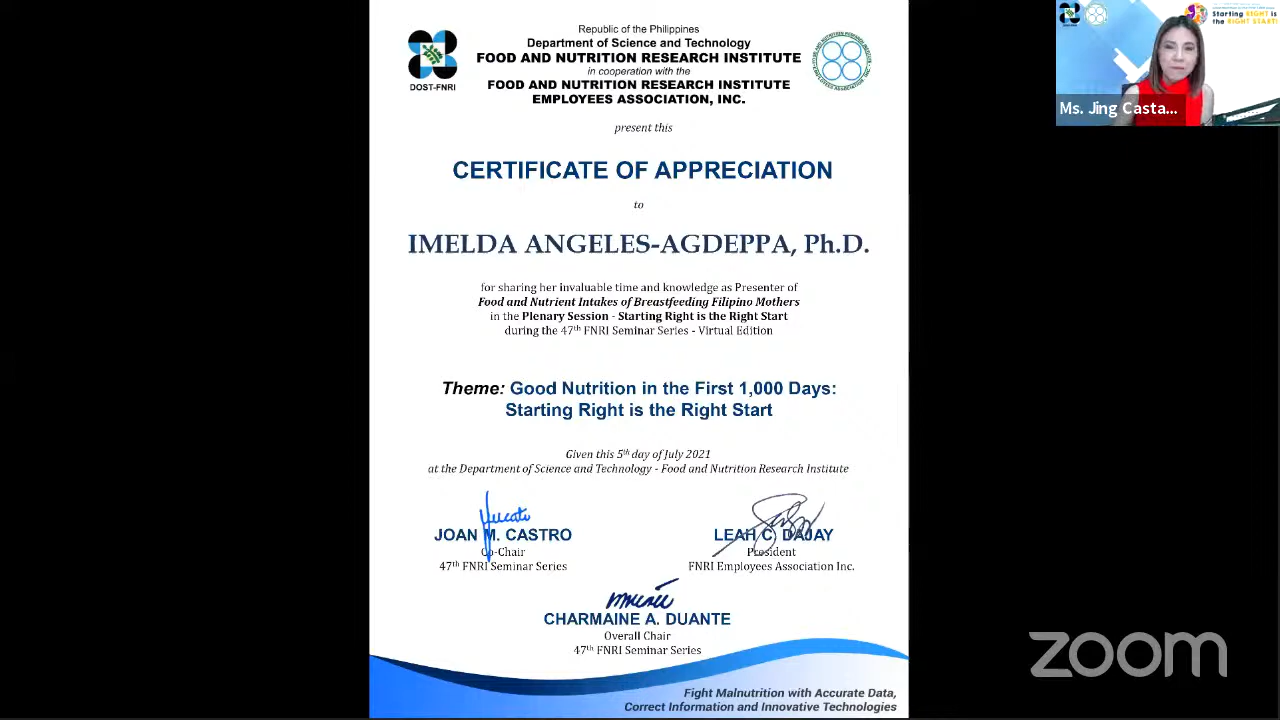 Republic of the Philippines
Department of Science and Technology
FOOD AND NUTRITION RESEARCH INSTITUTE
in cooperation with the
FOOD AND NUTRITION RESEARCH INSTITUTE
EMPLOYEES ASSOCIATION, INC.
DOST-FNRI
present this
CERTIFICATE OF APPRECIATION
to
IMELDA ANGELES-AGDEPPA, Ph.D.
for sharing her invaluable time and knowledge as Presenter of
Food and Nutrient Intakes of Breastfeeding Filipino Mothers
in the Plenary Session - Starting Right is the Right Start
during the 47th FNRI Seminar Series - Virtual Edition
Theme: Good Nutrition in the First 1,000 Days:
Starting Right is the Right Start
Given this 5th day of July 2021
at the Department of Science and Technology - Food and Nutrition Research Institute
JOAN M. CASTRO
Co-Chair
47th FNRI Seminar Series
LEAH C. DAJAY
President
FNRI Employees Association Inc.
CHARMAINE A. DUANTE
Overall Chair
47th FNRI Seminar Series
Fight Malnutrition with Accurate Data,
Correct Information and Innovative Technologies
Starting RIGHT is
the RIGHT START!
Ms. Jing Casta...
zoom